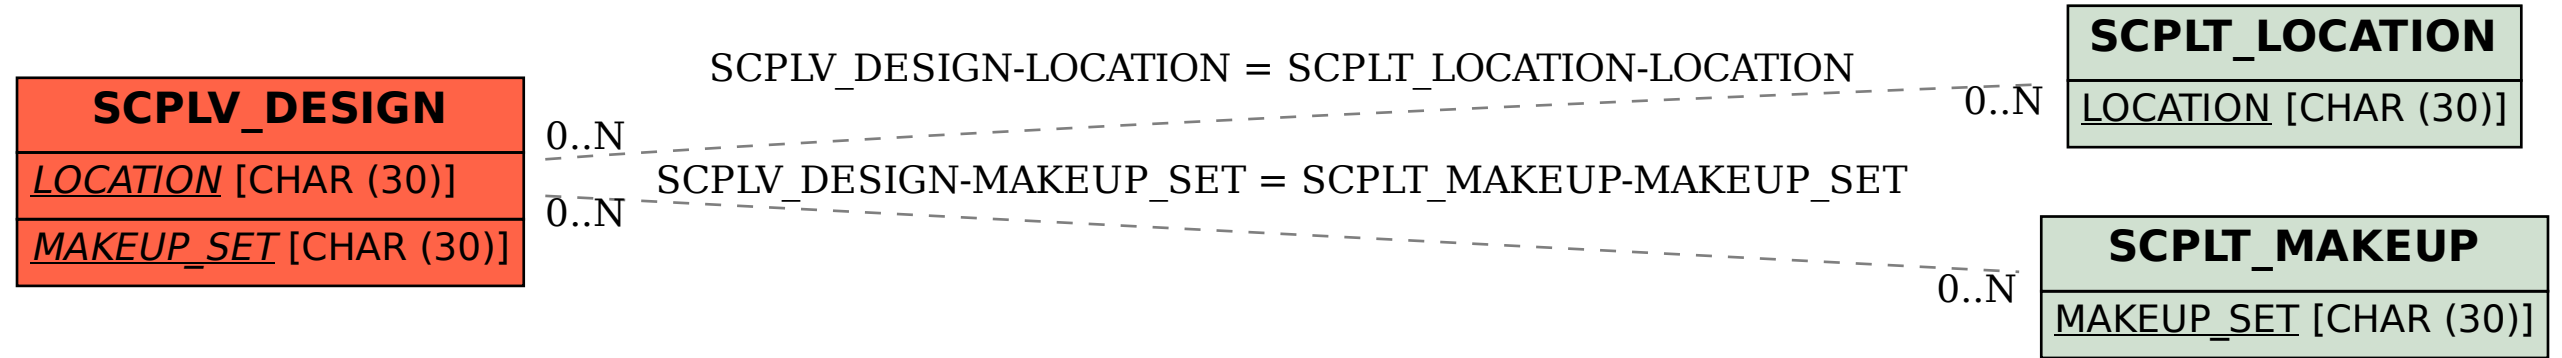 SCPLV_DESIGN
LOCATION [CHAR (30)]
MAKEUP_SET [CHAR (30)]
SCPLV_DESIGN-LOCATION = SCPLT_LOCATION-LOCATION
0..N
0..N
SCPLV_DESIGN-MAKEUP_SET = SCPLT_MAKEUP-MAKEUP_SET
0..N
0..N
SCPLT_LOCATION
LOCATION [CHAR (30)]
SCPLT_MAKEUP
MAKEUP_SET [CHAR (30)]